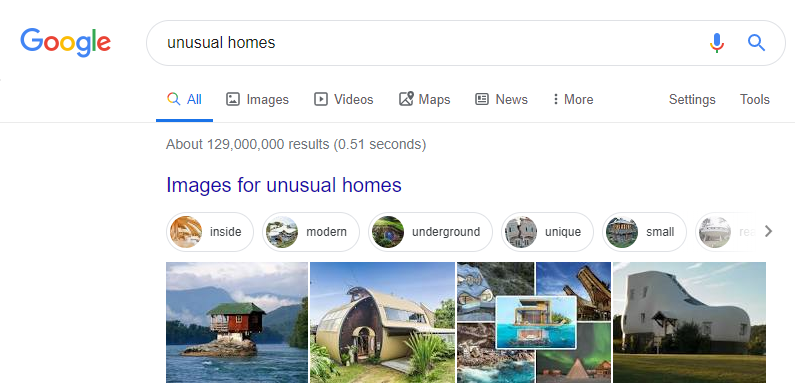 Google
unusual homes
All Images Videos Maps News More Settings Tools
About 129,000,000 results (0.51 seconds)
Images for unusual homes
inside modern underground unique small